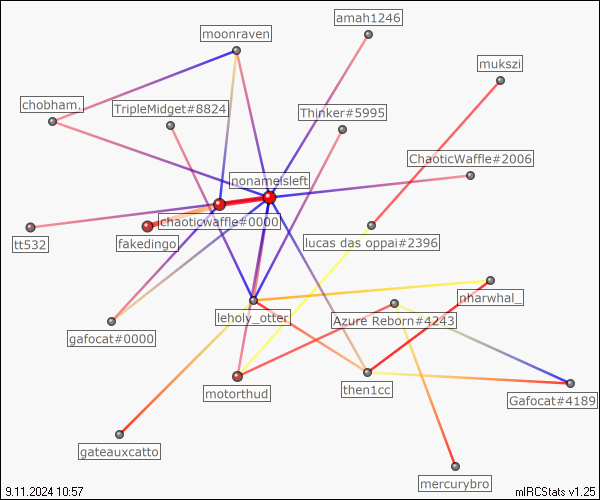 amah1246
moonraven
mukszi
chobham.
TripleMidget#8824
Thinker#5995
ChaoticWaffle#2006
nonameisleft
chaoticwaffle#0000
tt532
fakedingo
lucas das oppai#2396
nharwhal_
leholy_otter
Azure Reborn#4243
gafocat#0000
motorthud
then1cc
Gafocat#4189
gateauxcatto
mercurybro
9.11.2024 10:57
mIRCStats v1.25